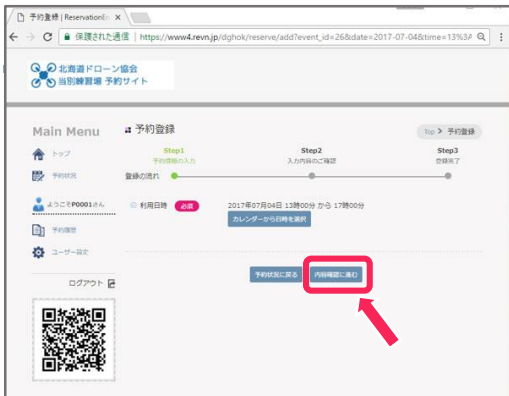 予約登録 | ReservationEn ×
保護された通信 | https://www4.revn.jp/dghok/reserve/add?event_id=26&date=2017-07-04&time=13%3A
北海道ドローン協会
当別練習場 予約サイト
Main Menu
予約登録
Top > 予約登録
トップ
Step1
Step2
Step3
予約情報の入力
入力内容のご確認
登録完了
予約状況
登録の流れ
ようこそP0001さん
利用日時 必須
2017年07月04日 13時00分 から 17時00分
カレンダーから日時を選択
予約履歴
ユーザー設定
予約状況に戻る
内容確認に進む
ログアウト